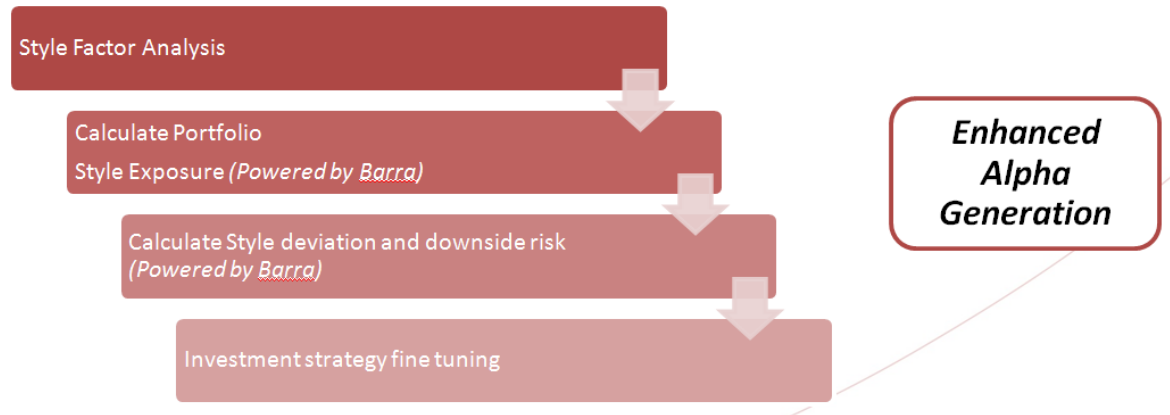 Style Factor Analysis
Calculate Portfolio
Style Exposure (Powered by Barra)
Calculate Style deviation and downside risk
(Powered by Barra)
Investment strategy fine tuning
Enhanced
Alpha
Generation